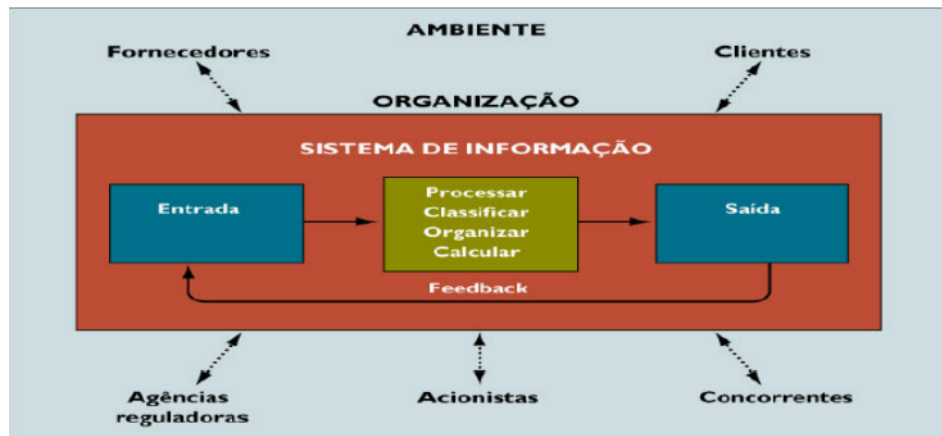 AMBIENTE
Fornecedores
Clientes
ORGANIZAÇÃO
SISTEMA DE INFORMAÇÃO
Entrada
Processar
Classificar
Organizar
Calcular
Saída
Feedback
Agências
reguladoras
Acionistas
Concorrentes